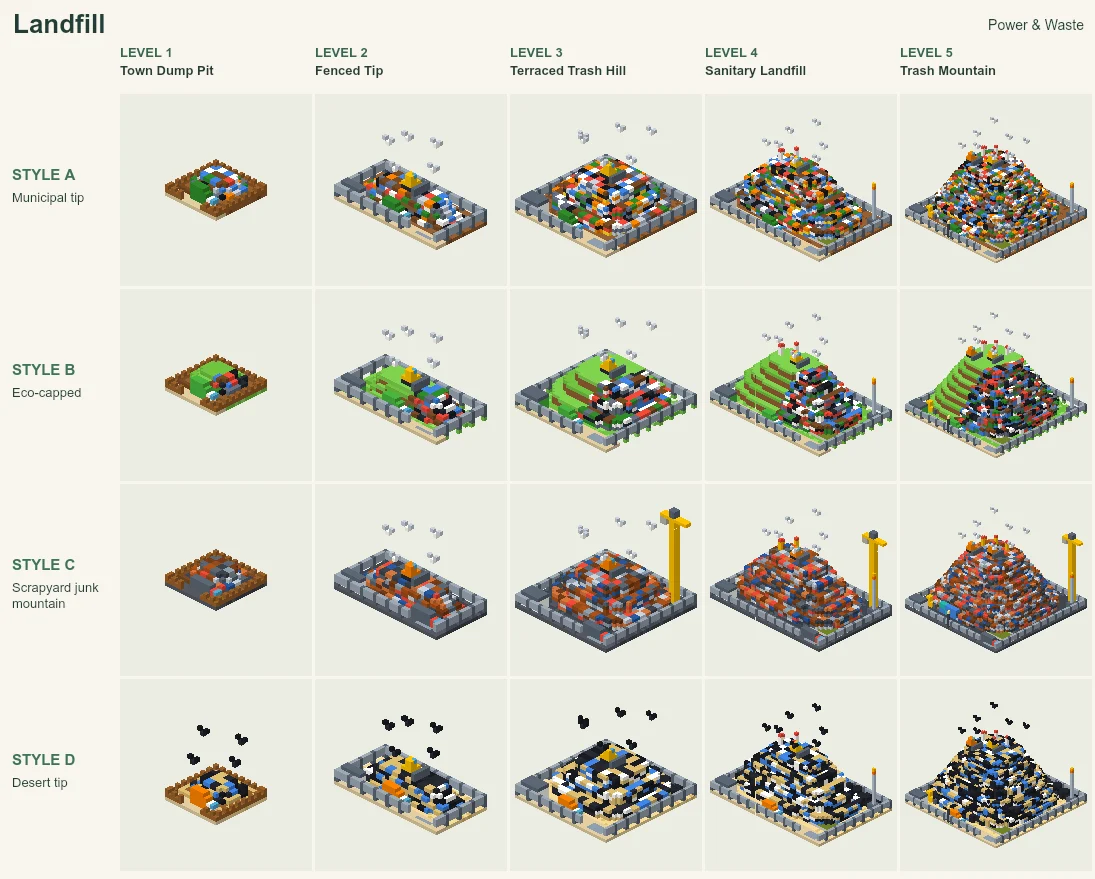 Landfill
Power & Waste
LEVEL 1
Town Dump Pit
LEVEL 2
Fenced Tip
LEVEL 3
Terraced Trash Hill
LEVEL 4
Sanitary Landfill
LEVEL 5
Trash Mountain
STYLE A
Municipal tip
STYLE B
Eco-capped
STYLE C
Scrapyard junk
mountain
STYLE D
Desert tip